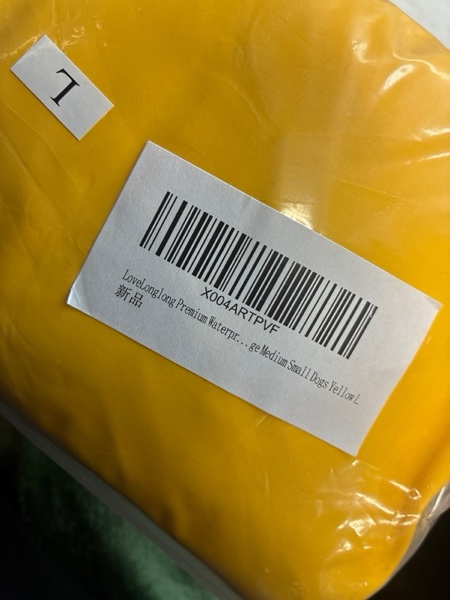 L
X004ARTPVF
LoveLonglong Premium Waterpr...ge Medium Small Dogs Yellow L
新品